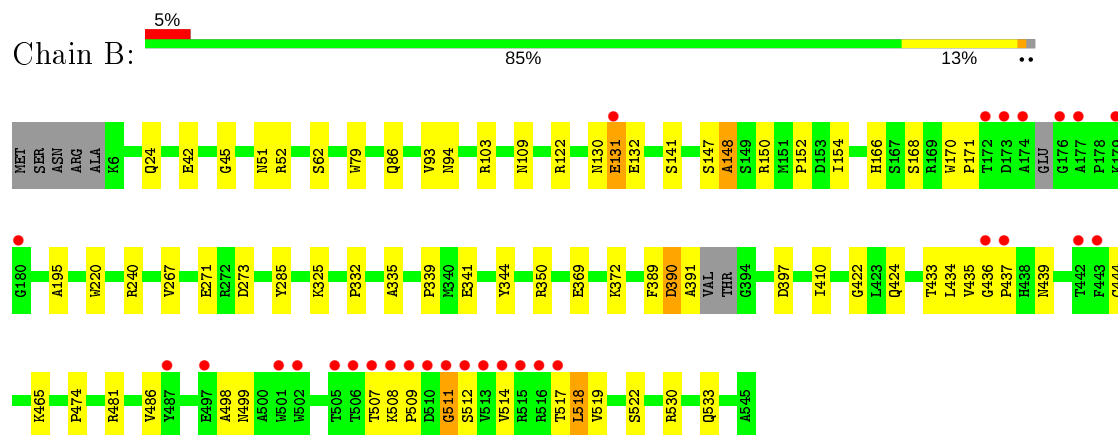 5%
Chain B:
85% 13% ••
MET SER ASN ARG ALA K6 Q24 E42 G45 N51 R52 S62 W79 Q86 V93 N94 R103 N109 R122 N130 E131 E132 S141 S147 A148 S149 R150 M151 P152 D153 I154 H166 S167 S168 R169 W170 P171 T172 D173 A174 GLU G176 A177 P178 K179
G180 A195 W220 R240 V267 E271 R272 D273 Y285 K325 P332 A335 P339 M340 E341 Y344 R350 E369 K372 F389 D390 A391 VAL THR G394 D397 I410 G422 L423 Q424 T433 L434 V435 G436 P437 H438 N439 T442 F443 G444
K465 P474 R481 V486 Y487 E497 A498 N499 A500 W501 W502 T505 T506 T507 K508 P509 D510 G511 S512 V513 V514 R515 R516 T517 L518 V519 S522 R530 Q533 A545